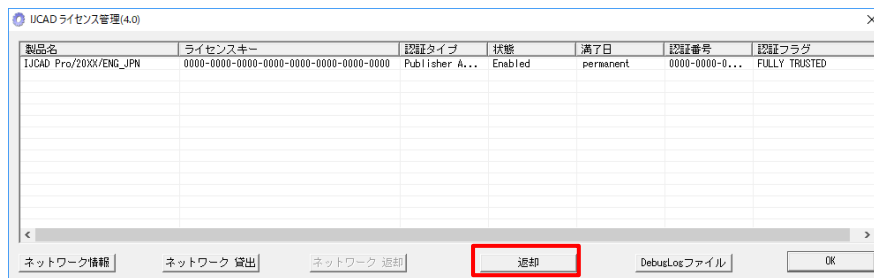 IJCAD ライセンス管理(4.0)
製品名 ライセンスキー 認証タイプ 状態 満了日 認証番号 認証フラグ
IJCAD Pro/20XX/ENG_JPN 0000-0000-0000-0000-0000-0000-0000 Publisher A... Enabled permanent 0000-0000-0... FULLY TRUSTED
ネットワーク情報 ネットワーク 貸出 ネットワーク 返却 返却 DebugLogファイル OK